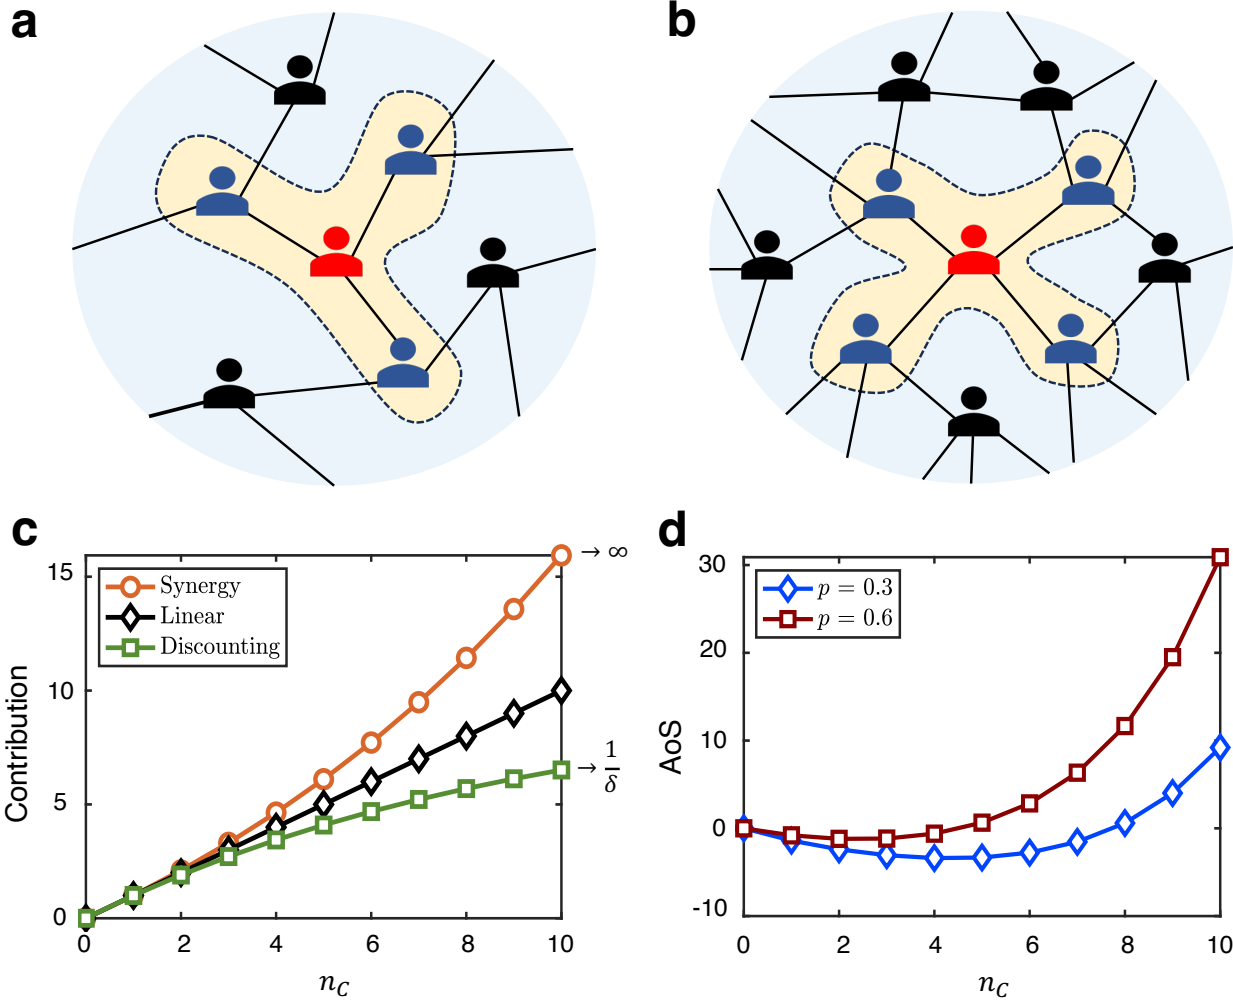 a
b
c
Contribution
15
10
5
0
0 2 4 6 8 10
n_C
Synergy
Linear
Discounting
→ ∞
→ 1/δ
d
AoS
30
20
10
0
-10
0 2 4 6 8 10
n_C
p = 0.3
p = 0.6